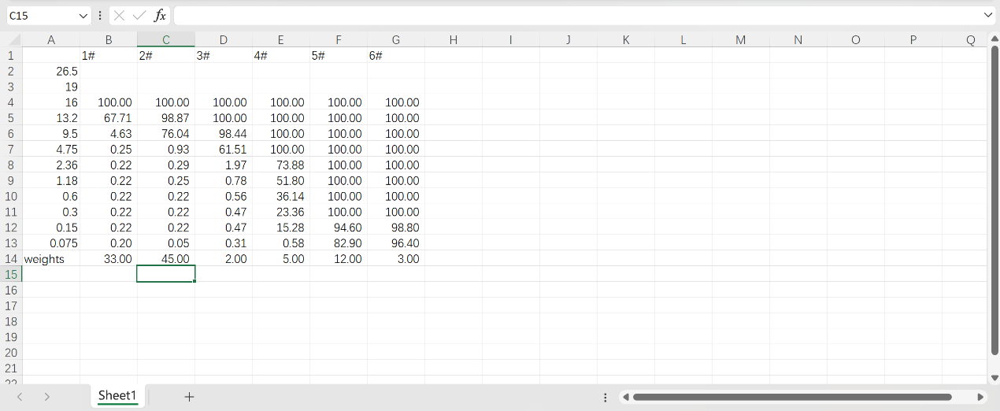 C15 fx
A B C D E F G H I J K L M N O P Q
1 1# 2# 3# 4# 5# 6#
2 26.5
3 19
4 16 100.00 100.00 100.00 100.00 100.00 100.00
5 13.2 67.71 98.87 100.00 100.00 100.00 100.00
6 9.5 4.63 76.04 98.44 100.00 100.00 100.00
7 4.75 0.25 0.93 61.51 100.00 100.00 100.00
8 2.36 0.22 0.29 1.97 73.88 100.00 100.00
9 1.18 0.22 0.25 0.78 51.80 100.00 100.00
10 0.6 0.22 0.22 0.56 36.14 100.00 100.00
11 0.3 0.22 0.22 0.47 23.36 100.00 100.00
12 0.15 0.22 0.22 0.47 15.28 94.60 98.80
13 0.075 0.20 0.05 0.31 0.58 82.90 96.40
14 weights 33.00 45.00 2.00 5.00 12.00 3.00
15
16
17
18
19
20
21
22
Sheet1 +